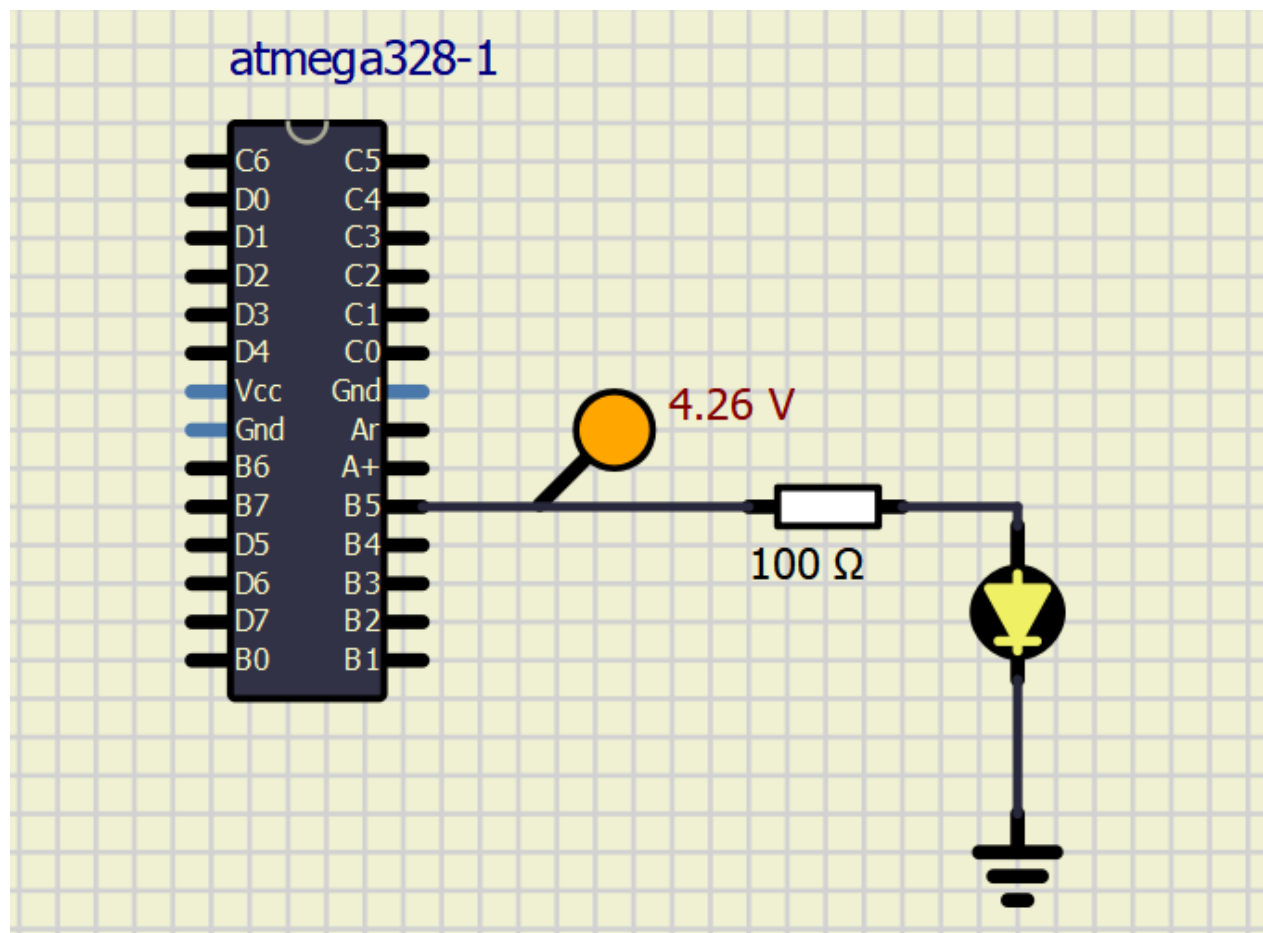 atmega328-1
C6 C5
D0 C4
D1 C3
D2 C2
D3 C1
D4 C0
Vcc Gnd
Gnd Ar
B6 A+
B7 B5
D5 B4
D6 B3
D7 B2
B0 B1
4.26 V
100 Ω